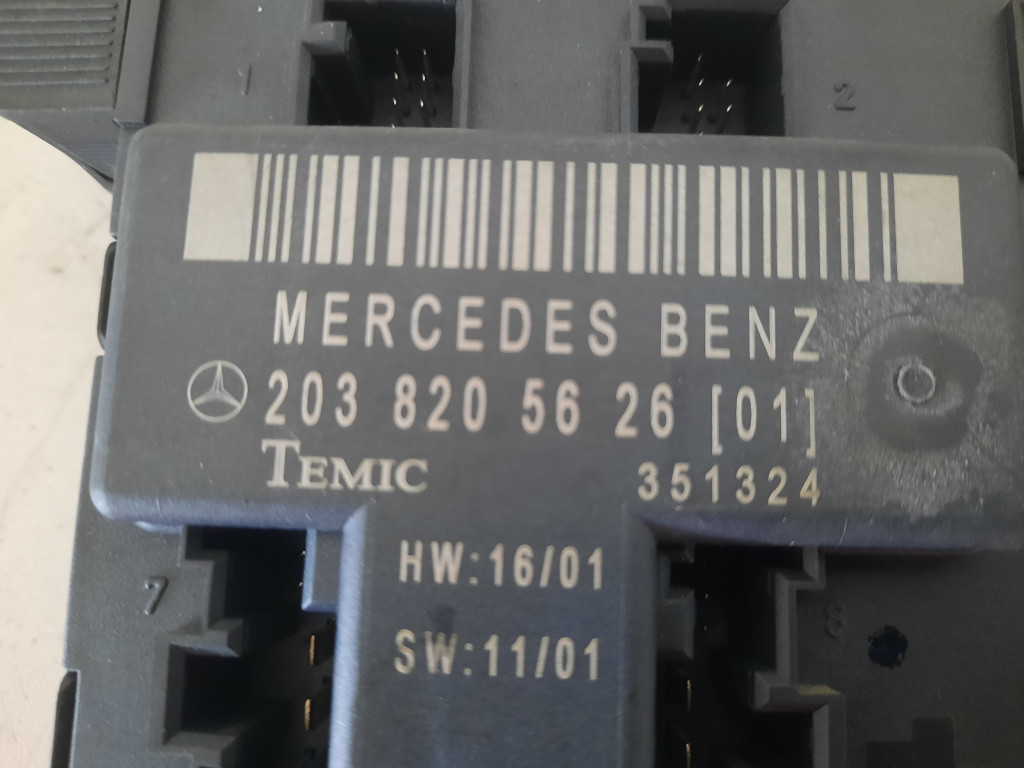 1
2
MERCEDES BENZ
203 820 56 26 [01]
TEMIC
351324
HW:16/01
SW:11/01
7
8